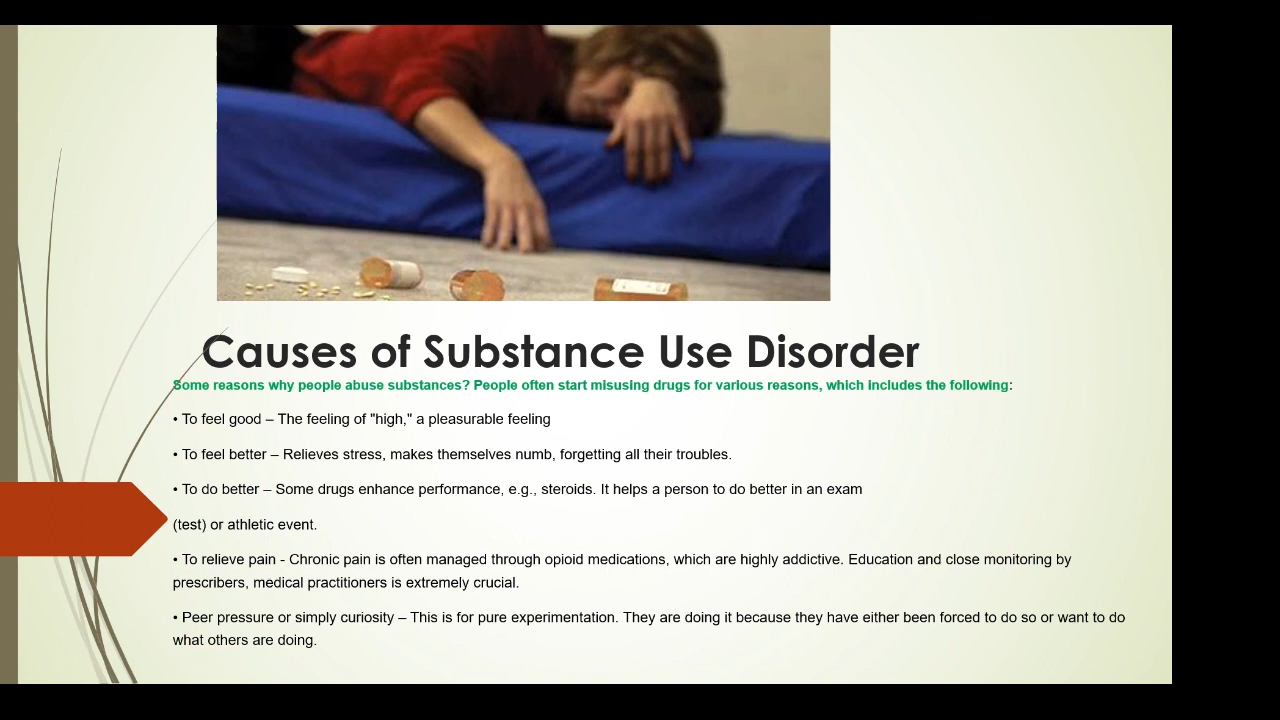 Causes of Substance Use Disorder
Some reasons why people abuse substances? People often start misusing drugs for various reasons, which includes the following:
• To feel good – The feeling of "high," a pleasurable feeling
• To feel better – Relieves stress, makes themselves numb, forgetting all their troubles.
• To do better – Some drugs enhance performance, e.g., steroids. It helps a person to do better in an exam
(test) or athletic event.
• To relieve pain - Chronic pain is often managed through opioid medications, which are highly addictive. Education and close monitoring by
prescribers, medical practitioners is extremely crucial.
• Peer pressure or simply curiosity – This is for pure experimentation. They are doing it because they have either been forced to do so or want to do
what others are doing.